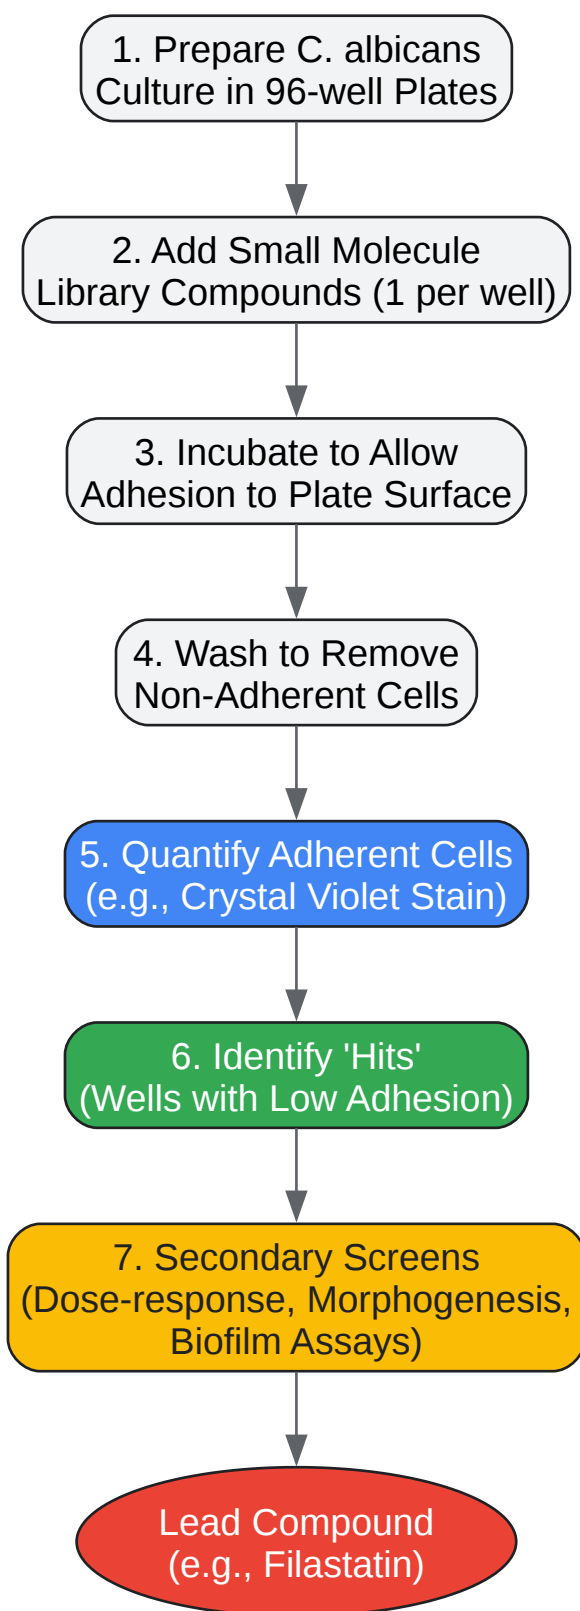 1. Prepare C. albicans
Culture in 96-well Plates
2. Add Small Molecule
Library Compounds (1 per well)
3. Incubate to Allow
Adhesion to Plate Surface
4. Wash to Remove
Non-Adherent Cells
5. Quantify Adherent Cells
(e.g., Crystal Violet Stain)
6. Identify 'Hits'
(Wells with Low Adhesion)
7. Secondary Screens
(Dose-response, Morphogenesis,
Biofilm Assays)
Lead Compound
(e.g., Filastatin)